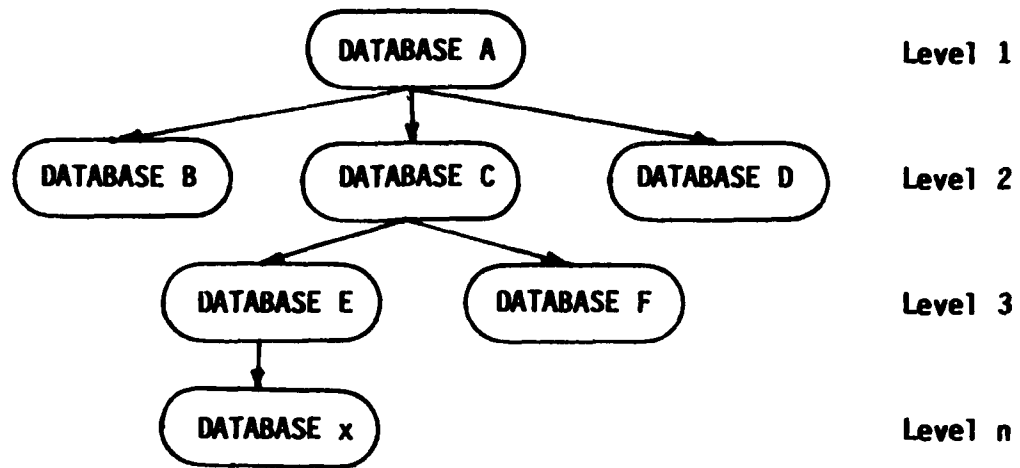 DATABASE A Level 1
DATABASE B DATABASE C DATABASE D Level 2
DATABASE E DATABASE F Level 3
DATABASE x Level n